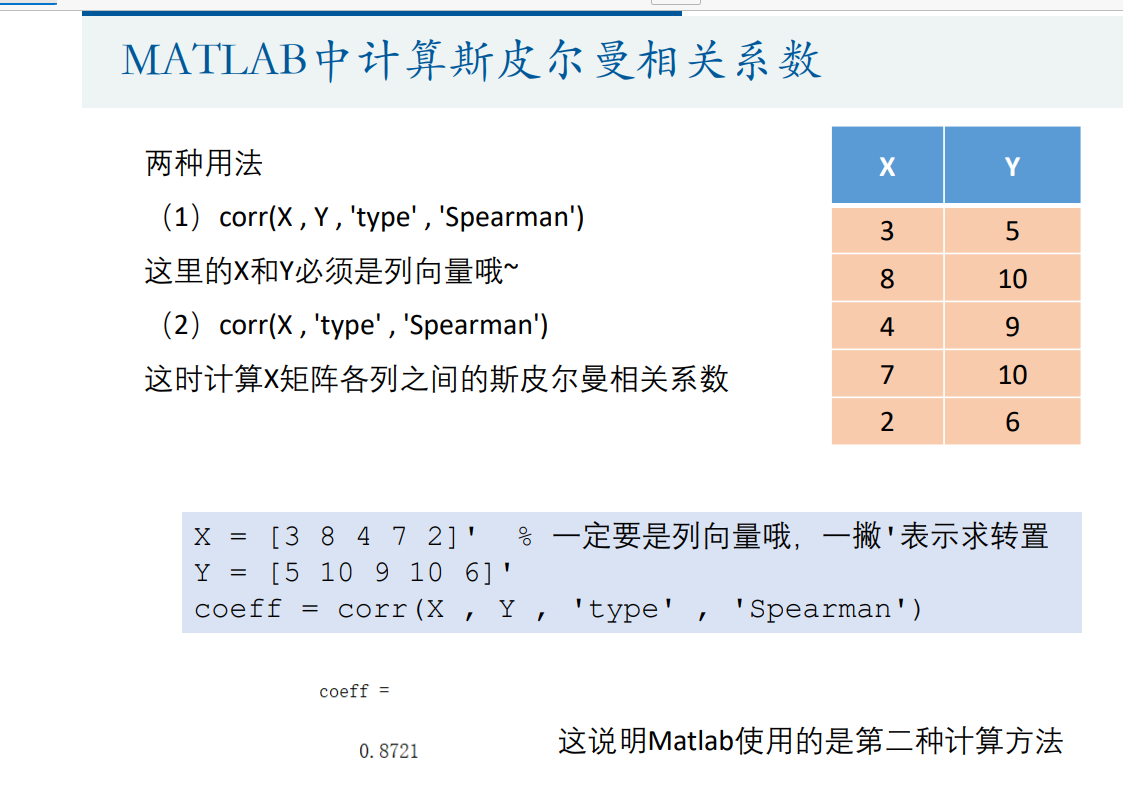 MATLAB中计算斯皮尔曼相关系数
两种用法
（1）corr(X , Y , 'type' , 'Spearman')
这里的X和Y必须是列向量哦~
（2）corr(X , 'type' , 'Spearman')
这时计算X矩阵各列之间的斯皮尔曼相关系数
X Y
3 5
8 10
4 9
7 10
2 6
X = [3 8 4 7 2]' % 一定要是列向量哦，一撇'表示求转置
Y = [5 10 9 10 6]'
coeff = corr(X , Y , 'type' , 'Spearman')
coeff =
0.8721
这说明Matlab使用的是第二种计算方法